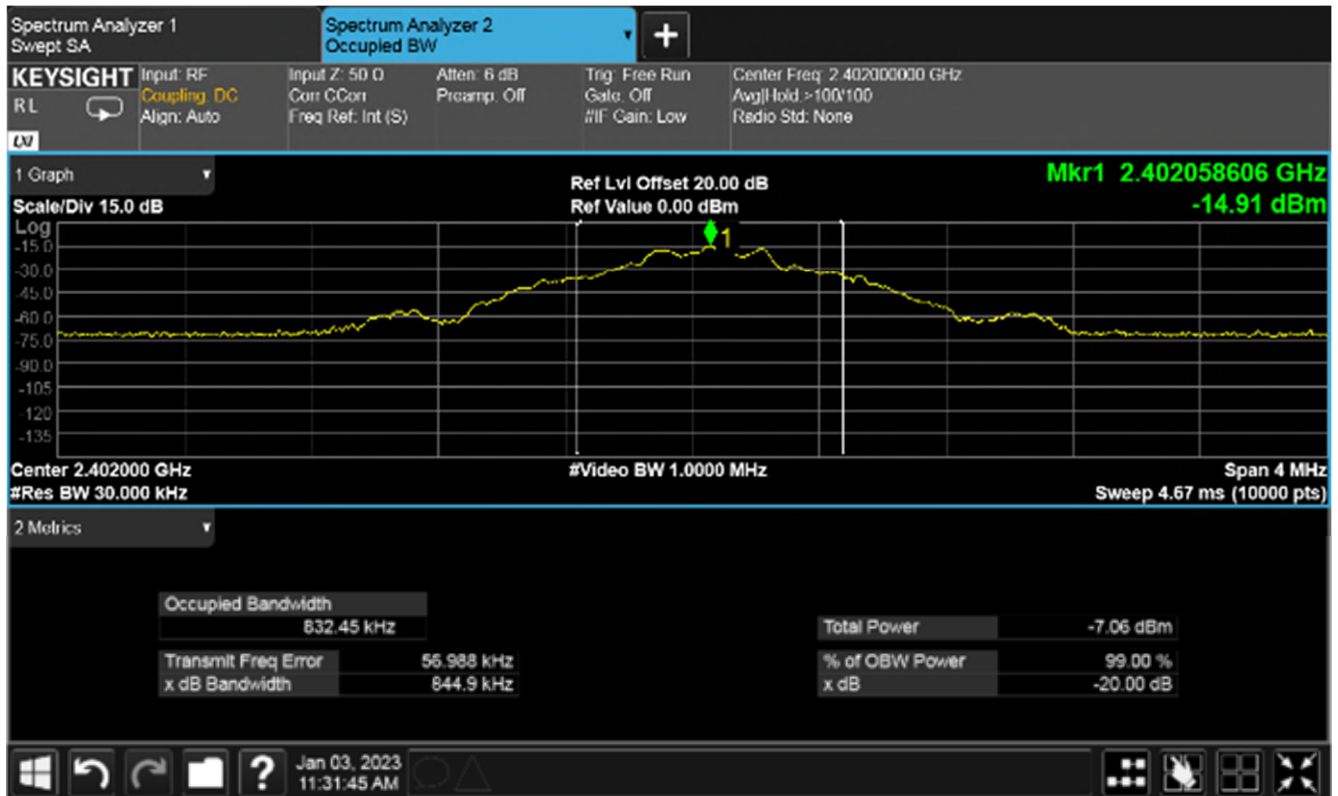 Spectrum Analyzer 1
Swept SA
Spectrum Analyzer 2
Occupied BW
+
KEYSIGHT
RL
LXI
Input: RF
Coupling: DC
Align: Auto
Input Z: 50 Ω
Corr CCorr
Freq Ref: Int (S)
Atten: 6 dB
Preamp: Off
Trig: Free Run
Gate: Off
#IF Gain: Low
Center Freq: 2.402000000 GHz
Avg|Hold:>100/100
Radio Std: None
1 Graph
Scale/Div 15.0 dB
Ref Lvl Offset 20.00 dB
Ref Value 0.00 dBm
Mkr1 2.402058606 GHz
-14.91 dBm
Log
1
-15.0
-30.0
-45.0
-60.0
-75.0
-90.0
-105
-120
-135
Center 2.402000 GHz
#Res BW 30.000 kHz
#Video BW 1.0000 MHz
Span 4 MHz
Sweep 4.67 ms (10000 pts)
2 Metrics
Occupied Bandwidth
832.45 kHz
Transmit Freq Error 56.988 kHz
x dB Bandwidth 844.9 kHz
Total Power -7.06 dBm
% of OBW Power 99.00 %
x dB -20.00 dB
?
Jan 03, 2023
11:31:45 AM